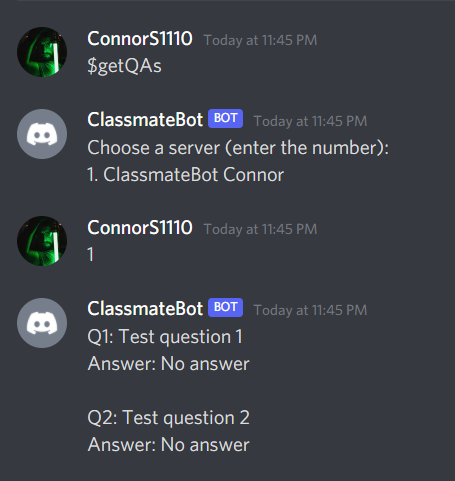 ConnorS1110 Today at 11:45 PM
$getQAs
ClassmateBot BOT Today at 11:45 PM
Choose a server (enter the number):
1. ClassmateBot Connor
ConnorS1110 Today at 11:45 PM
1
ClassmateBot BOT Today at 11:45 PM
Q1: Test question 1
Answer: No answer
Q2: Test question 2
Answer: No answer